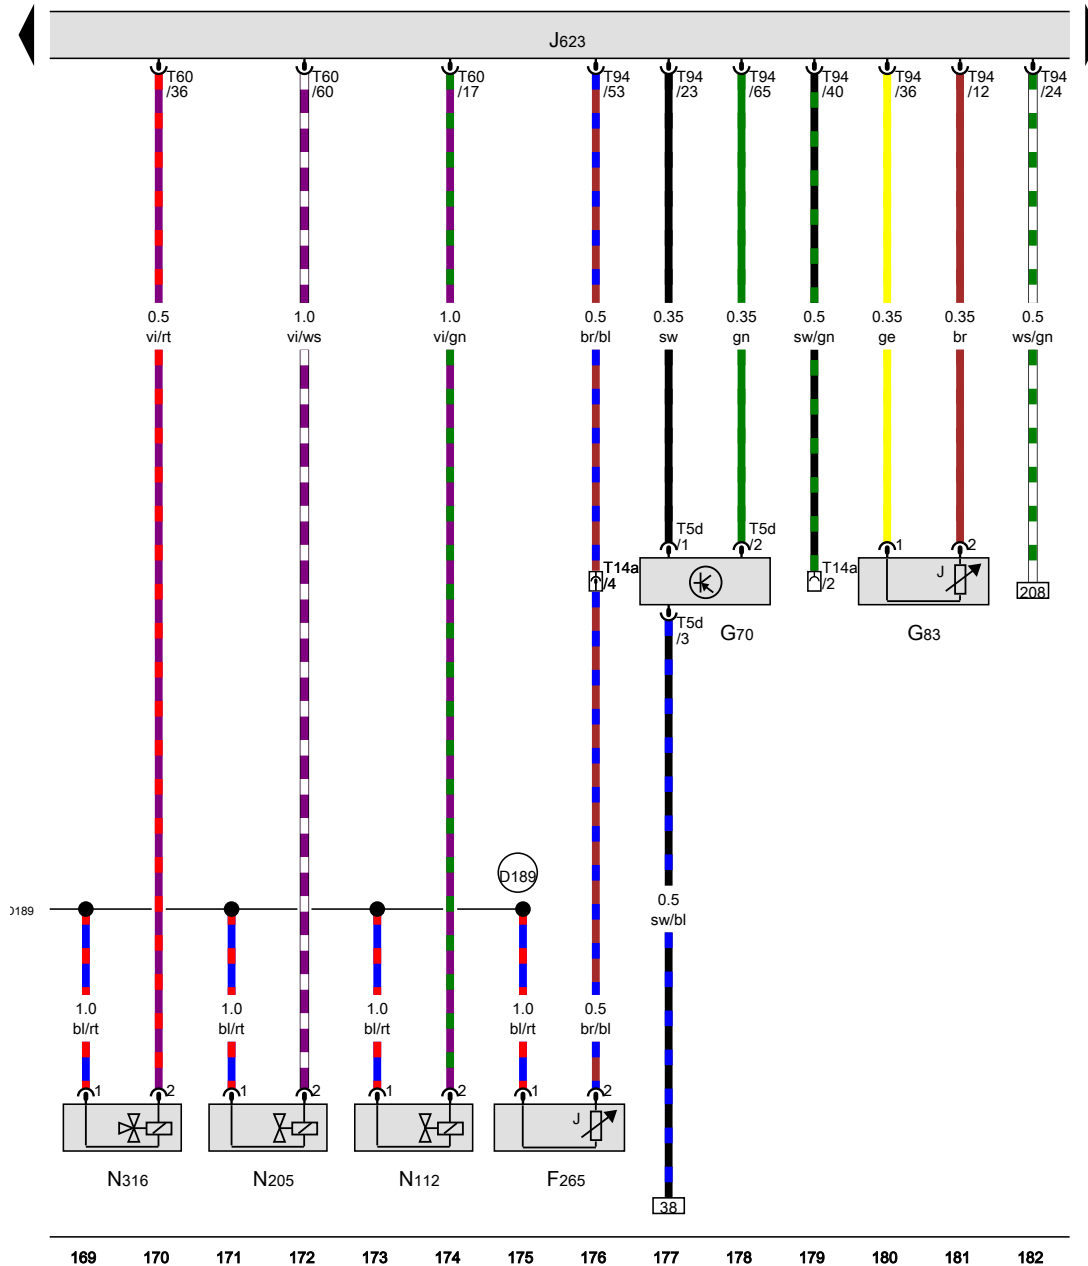 J623
T60 T60 T60 T94 T94 T94 T94 T94 T94 T94
/36 /60 /17 /53 /23 /65 /40 /36 /12 /24
0.5 1.0 1.0 0.5 0.35 0.35 0.5 0.35 0.35 0.5
vi/rt vi/ws vi/gn br/bl sw gn sw/gn ge br ws/gn
T5d T5d
/1 /2 1 2
T14a T14a J
/4 /2 208
T5d G70 G83
/3
D189
0.5
sw/bl
1.0 1.0 1.0 1.0 0.5
bl/rt bl/rt bl/rt bl/rt br/bl
1 2 1 2 1 2 1 2
J
N316 N205 N112 F265
38
169 170 171 172 173 174 175 176 177 178 179 180 181 182